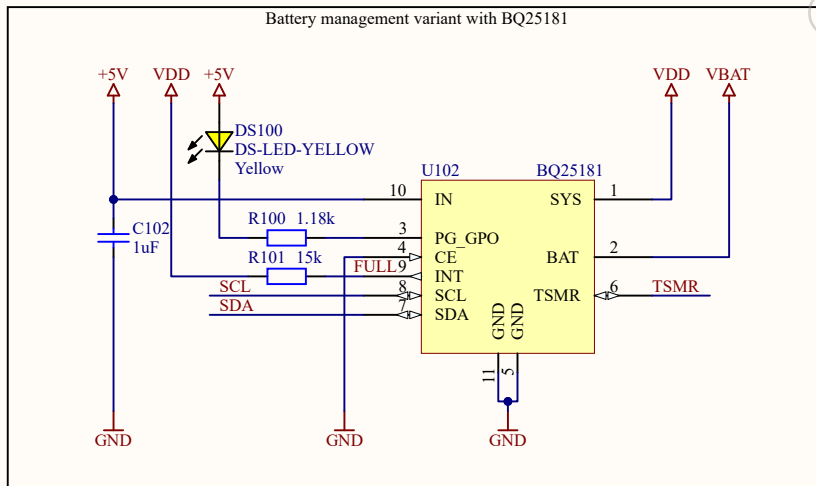 Battery management variant with BQ25181
+5V
VDD
+5V
VDD
VBAT
DS100
DS-LED-YELLOW
Yellow
U102
BQ25181
10
IN
SYS
1
C102
1uF
R100 1.18k
3
PG_GPO
4
CE
BAT
2
R101 15k
FULL
9
INT
SCL
8
SCL
TSMR
6
TSMR
SDA
7
SDA
GND
GND
11
5
GND
GND
GND